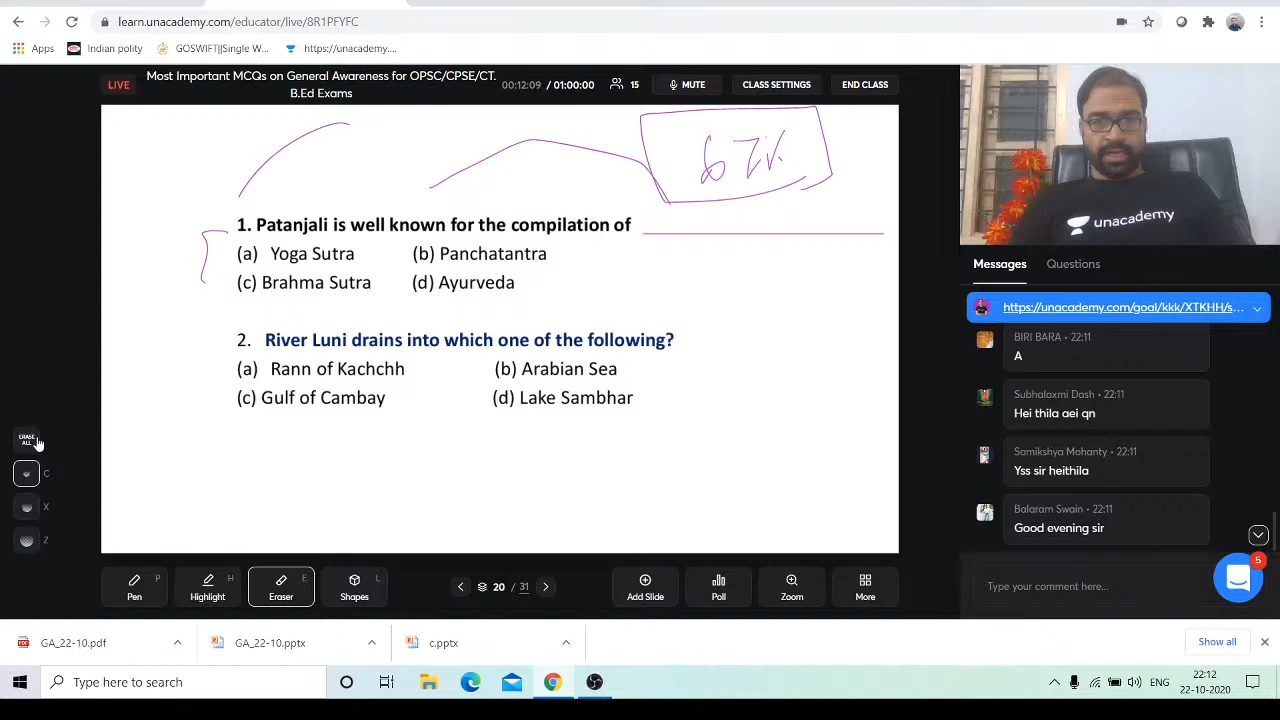 learn.unacademy.com/educator/live/8R1PFYFC
Apps
Indian polity
GOSWIFT||Single W...
https://unacademy....
LIVE
Most Important MCQs on General Awareness for OPSC/CPSE/CT.
B.Ed Exams
00:12:09 / 01:00:00
15
MUTE
CLASS SETTINGS
END CLASS
67%
1. Patanjali is well known for the compilation of
(a) Yoga Sutra (b) Panchatantra
(c) Brahma Sutra (d) Ayurveda
2. River Luni drains into which one of the following?
(a) Rann of Kachchh (b) Arabian Sea
(c) Gulf of Cambay (d) Lake Sambhar
ERASE
ALL
C
X
Z
P
Pen
H
Highlight
E
Eraser
L
Shapes
20 / 31
Add Slide
Poll
Zoom
More
unacademy
Messages
Questions
https://unacademy.com/goal/kkk/XTKHH/s...
BIRI BARA • 22:11
A
Subhalaxmi Dash • 22:11
Hei thila aei qn
Samikshya Mohanty • 22:11
Yss sir heithila
Balaram Swain • 22:11
Good evening sir
Type your comment here...
5
GA_22-10.pdf
GA_22-10.pptx
c.pptx
Show all
Type here to search
ENG
22:12
22-10-2020